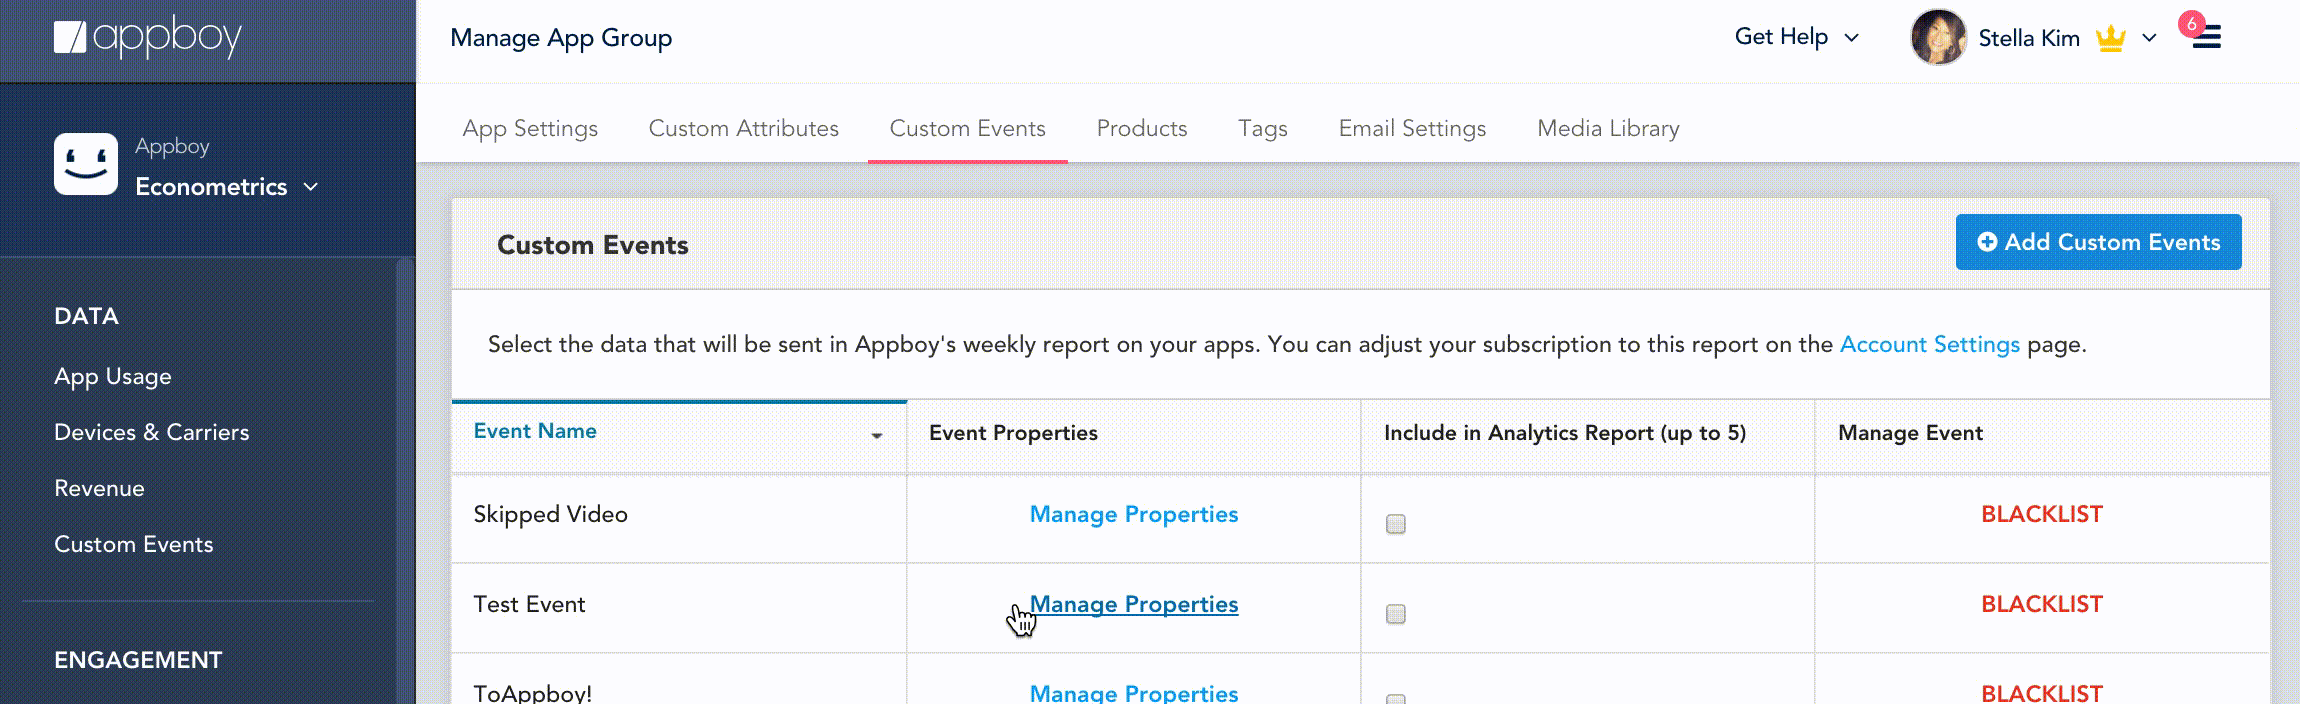 appboy
Manage App Group
Get Help
Stella Kim
6
Appboy
Econometrics
App Settings
Custom Attributes
Custom Events
Products
Tags
Email Settings
Media Library
DATA
App Usage
Devices & Carriers
Revenue
Custom Events
ENGAGEMENT
Custom Events
Add Custom Events
Select the data that will be sent in Appboy's weekly report on your apps. You can adjust your subscription to this report on the Account Settings page.
Event Name
Event Properties
Include in Analytics Report (up to 5)
Manage Event
Skipped Video
Manage Properties
BLACKLIST
Test Event
Manage Properties
BLACKLIST
ToAppboy!
Manage Properties
BLACKLIST